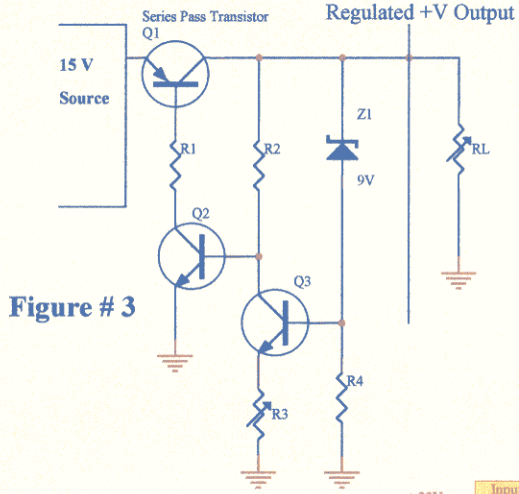 Series Pass Transistor
Regulated +V Output
Q1
15 V
Source
Z1
R1
R2
RL
9V
Q2
Q3
Figure # 3
R4
R3
Input